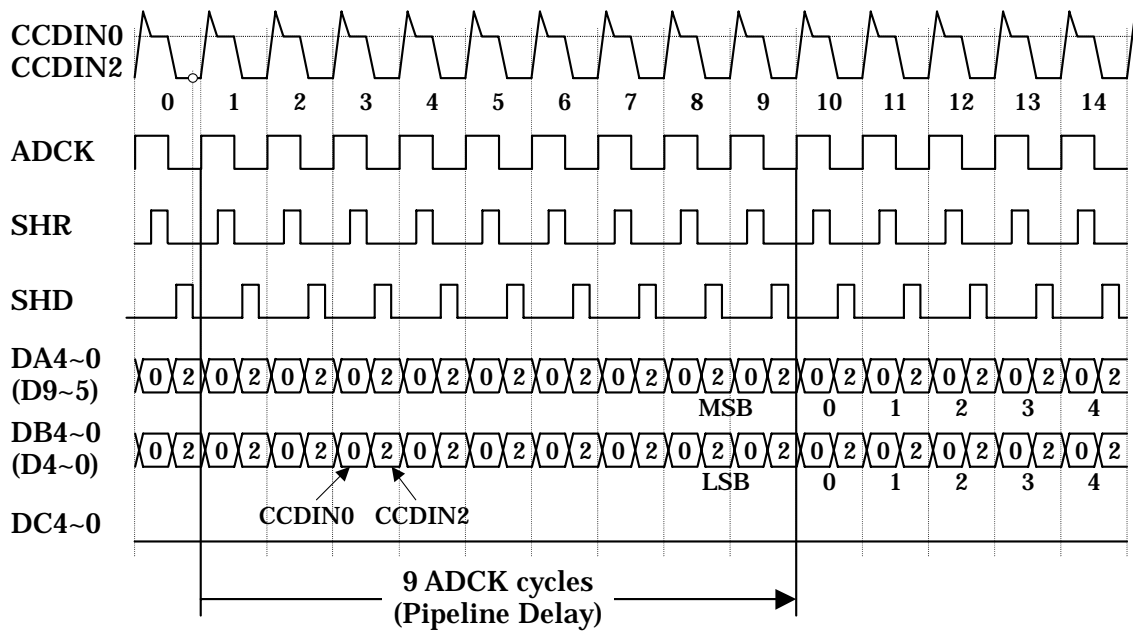 CCDIN0
CCDIN2
0 1 2 3 4 5 6 7 8 9 10 11 12 13 14
ADCK
SHR
SHD
DA4~0
(D9~5)
0 2 0 2 0 2 0 2 0 2 0 2 0 2 0 2 0 2 0 2 0 2 0 2 0 2 0 2 0 2
MSB 0 1 2 3 4
DB4~0
(D4~0)
0 2 0 2 0 2 0 2 0 2 0 2 0 2 0 2 0 2 0 2 0 2 0 2 0 2 0 2 0 2
LSB 0 1 2 3 4
CCDIN0 CCDIN2
DC4~0
9 ADCK cycles
(Pipeline Delay)